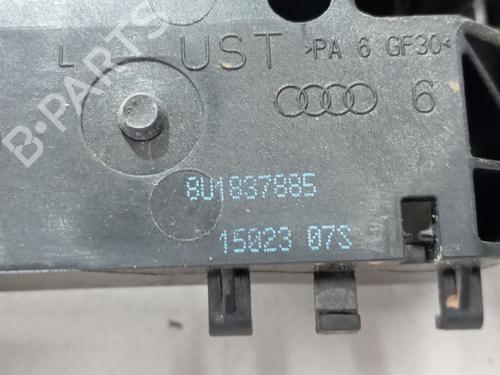 L UST >PA 6 GF30<
6
8U1837885
15023 07S
B-PARTS